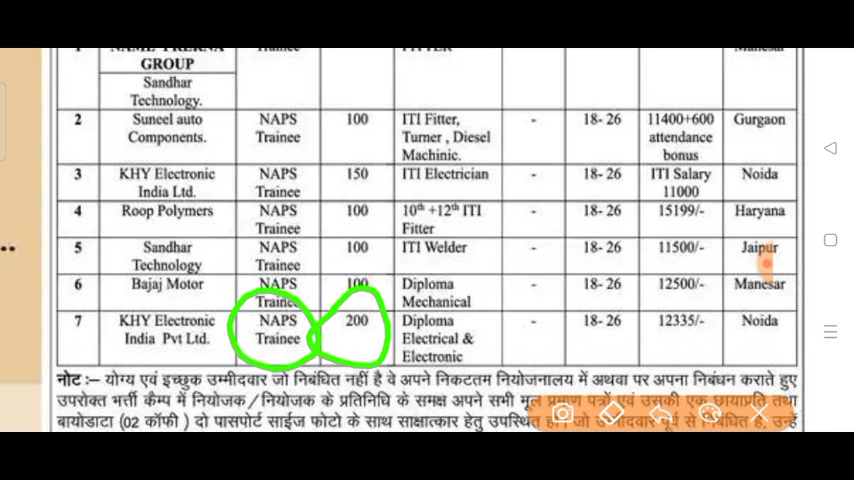 1
GROUP
Sandhar
Technology.
2 Suneel auto Components. NAPS Trainee 100 ITI Fitter, Turner , Diesel Machinic. - 18- 26 11400+600 attendance bonus Gurgaon
3 KHY Electronic India Ltd. NAPS Trainee 150 ITI Electrician - 18- 26 ITI Salary 11000 Noida
4 Roop Polymers NAPS Trainee 100 10th +12th ITI Fitter - 18- 26 15199/- Haryana
5 Sandhar Technology NAPS Trainee 100 ITI Welder - 18- 26 11500/- Jaipur
6 Bajaj Motor NAPS Trainee 100 Diploma Mechanical - 18- 26 12500/- Manesar
7 KHY Electronic India Pvt Ltd. NAPS Trainee 200 Diploma Electrical & Electronic - 18- 26 12335/- Noida
नोट:– योग्य एवं इच्छुक उम्मीदवार जो निबंधित नहीं है वे अपने निकटतम नियोजनालय में अथवा पर अपना निबंधन कराते हुए
उपरोक्त भर्ती कैम्प में नियोजक/नियोजक के प्रतिनिधि के समक्ष अपने सभी मूल प्रमाण पत्रों एवं उसकी एक छायाप्रति तथा
बायोडाटा (02 कॉफी) दो पासपोर्ट साईज फोटो के साथ साक्षात्कार हेतु उपस्थित